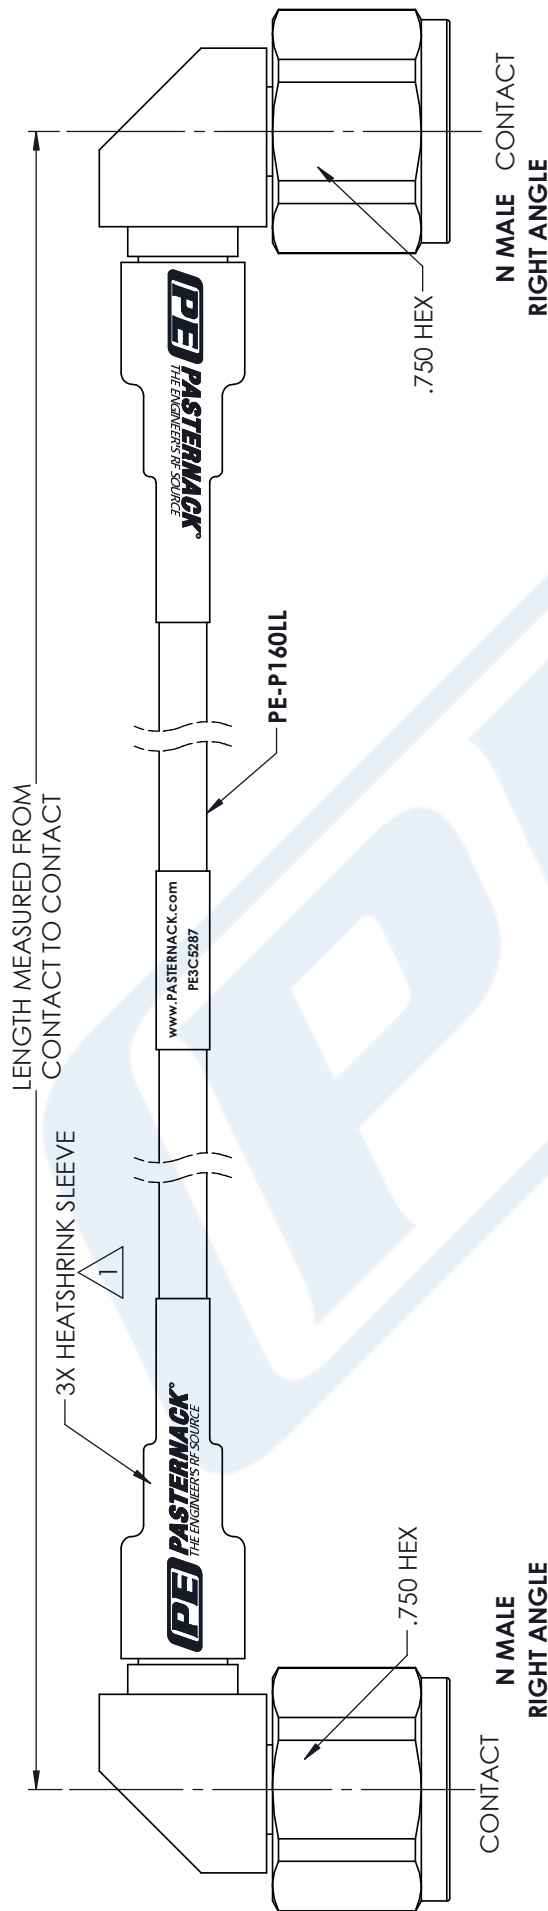 LENGTH MEASURED FROM
CONTACT TO CONTACT
3X HEATSHRINK SLEEVE
1
PE PASTERNACK®
THE ENGINEER'S RF SOURCE
www.PASTERNACK.com
PE3C5287
PE PASTERNACK®
THE ENGINEER'S RF SOURCE
PE-P160LL
.750 HEX
.750 HEX
CONTACT
N MALE
RIGHT ANGLE
N MALE CONTACT
RIGHT ANGLE